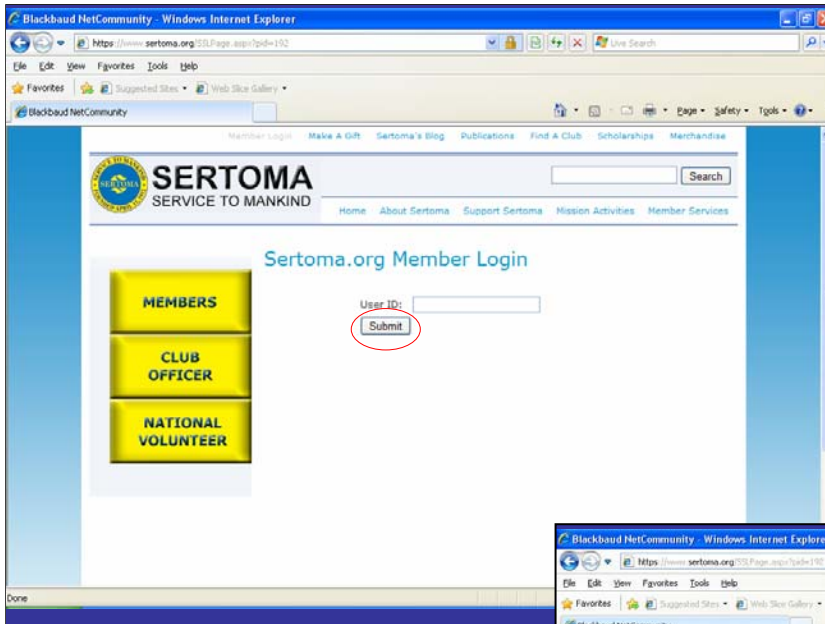 Blackbaud NetCommunity - Windows Internet Explorer
https://www.sertoma.org/SSLPage.aspx?pid=192
Live Search
File Edit View Favorites Tools Help
Favorites Suggested Sites Web Slice Gallery
Blackbaud NetCommunity
Page Safety Tools
Member Login Make A Gift Sertoma's Blog Publications Find A Club Scholarships Merchandise
SERTOMA
SERTOMA
SERVICE TO MANKIND
Search
Home About Sertoma Support Sertoma Mission Activities Member Services
Sertoma.org Member Login
MEMBERS
User ID:
Submit
CLUB
OFFICER
NATIONAL
VOLUNTEER
Done
Blackbaud NetCommunity - Windows Internet Explore
https://www.sertoma.org/SSLPage.aspx?pid=192
File Edit View Favorites Tools Help
Favorites Suggested Sites Web Slice Gallery